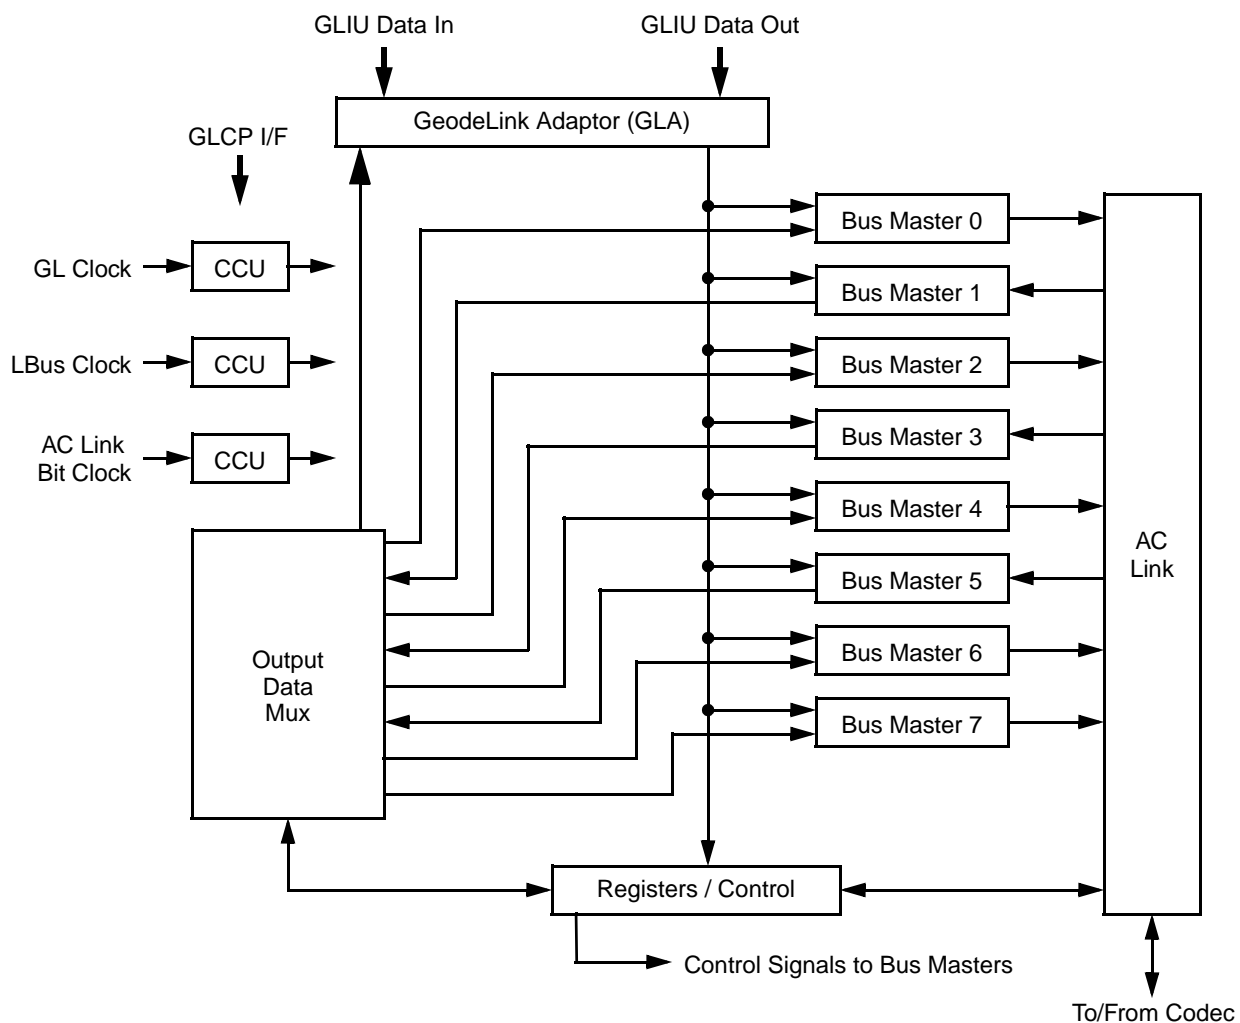 GLIU Data In
GLIU Data Out
GeodeLink Adaptor (GLA)
GLCP I/F
Bus Master 0
GL Clock
CCU
Bus Master 1
LBus Clock
CCU
Bus Master 2
AC Link
Bit Clock
CCU
Bus Master 3
Bus Master 4
AC
Link
Bus Master 5
Output
Data
Mux
Bus Master 6
Bus Master 7
Registers / Control
Control Signals to Bus Masters
To/From Codec